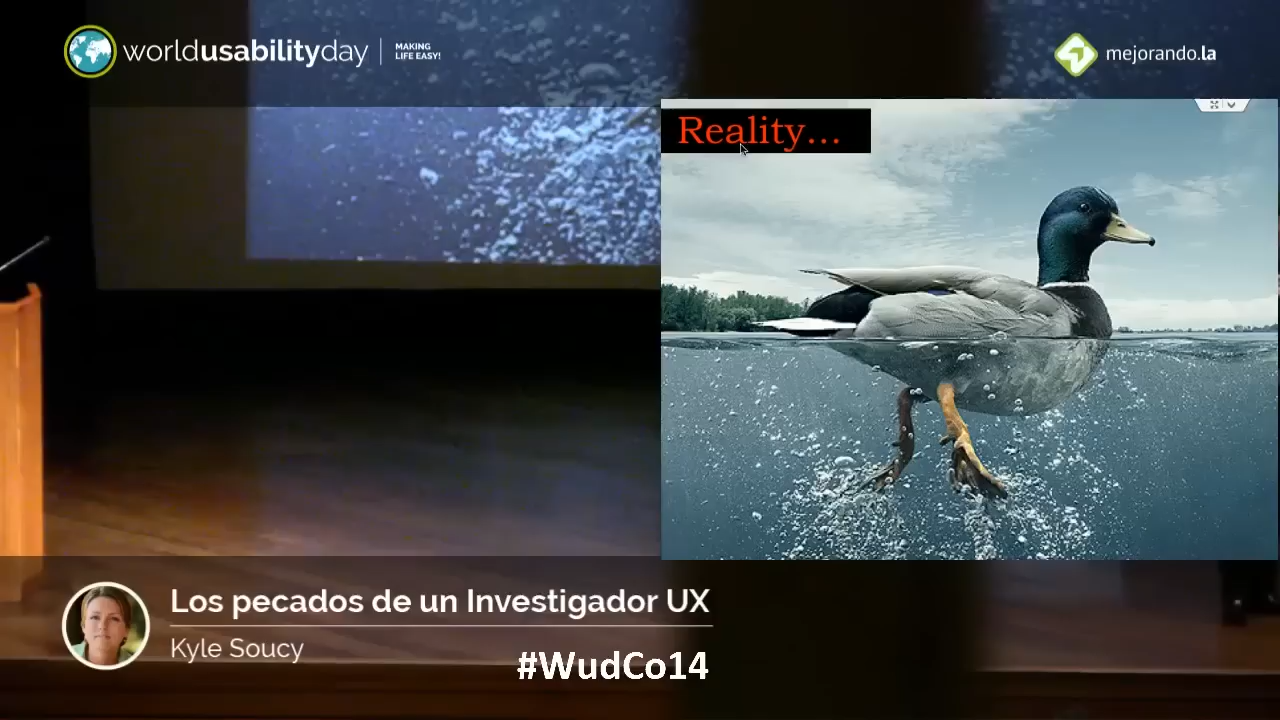 worldusabilityday
MAKING
LIFE EASY!
mejorando.la
Reality...
Los pecados de un Investigador UX
Kyle Soucy
#WudCo14